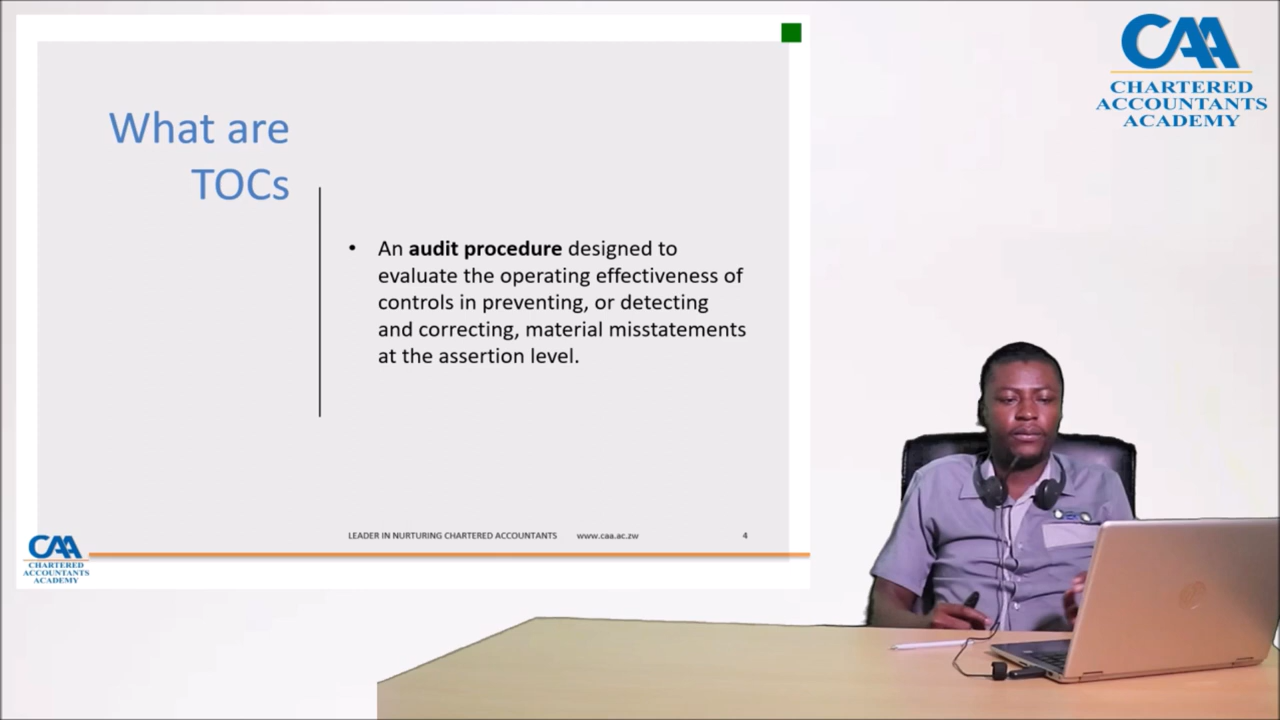 What are
TOCs
• An audit procedure designed to
evaluate the operating effectiveness of
controls in preventing, or detecting
and correcting, material misstatements
at the assertion level.
LEADER IN NURTURING CHARTERED ACCOUNTANTS www.caa.ac.zw 4
CAA
CHARTERED
ACCOUNTANTS
ACADEMY
CAA
CHARTERED
ACCOUNTANTS
ACADEMY